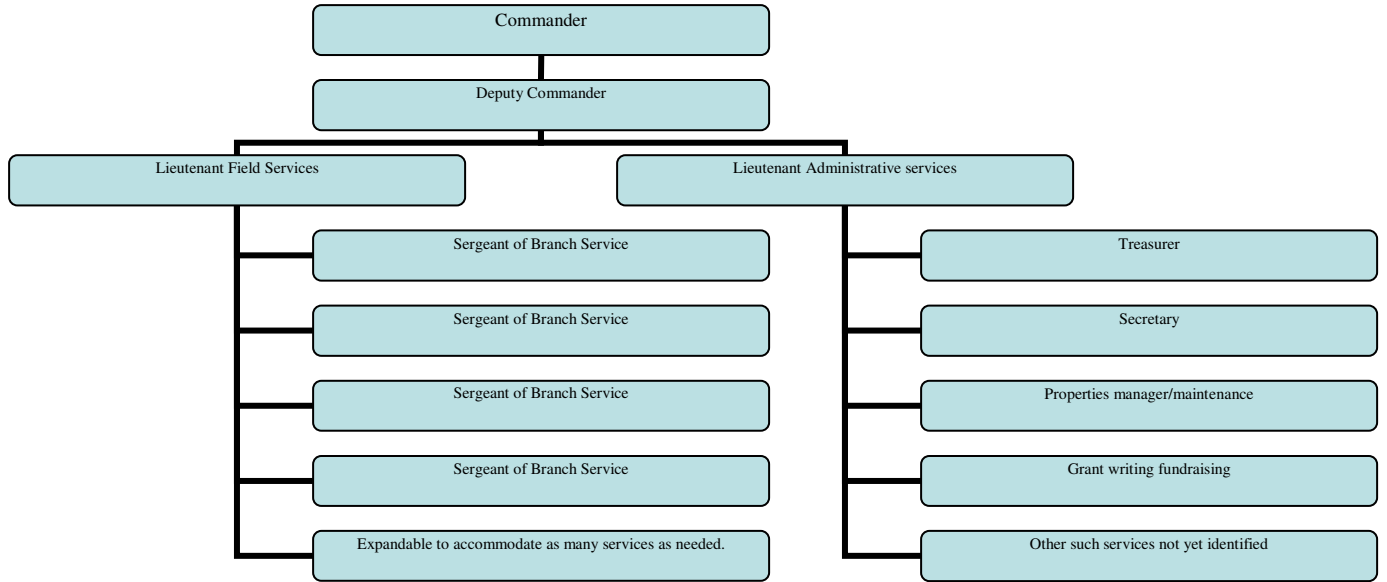 Commander
Deputy Commander
Lieutenant Field Services
Lieutenant Administrative services
Sergeant of Branch Service
Treasurer
Sergeant of Branch Service
Secretary
Sergeant of Branch Service
Properties manager/maintenance
Sergeant of Branch Service
Grant writing fundraising
Expandable to accommodate as many services as needed.
Other such services not yet identified